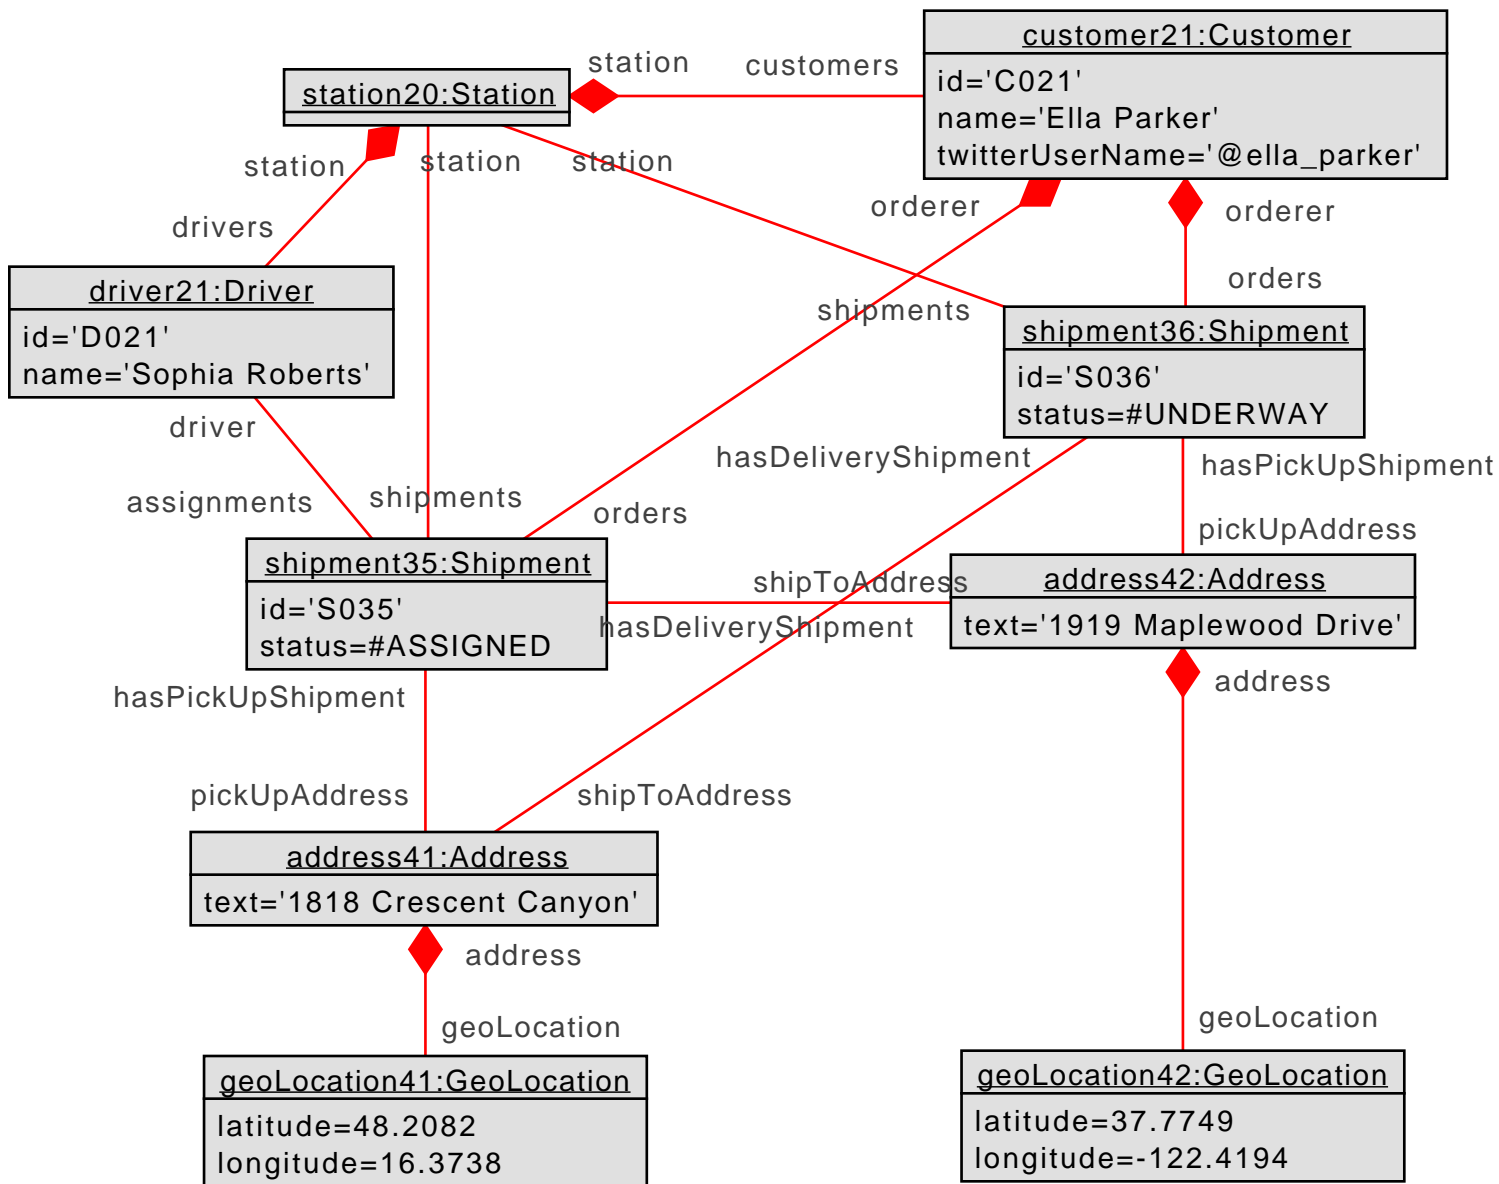 customer21:Customer
id='C021'
name='Ella Parker'
twitterUserName='@ella_parker'
station
customers
station20:Station
station
station
station
orderer
orderer
drivers
orders
driver21:Driver
id='D021'
name='Sophia Roberts'
shipments
shipment36:Shipment
id='S036'
status=#UNDERWAY
driver
hasDeliveryShipment
hasPickUpShipment
assignments
shipments
orders
pickUpAddress
shipment35:Shipment
id='S035'
status=#ASSIGNED
shipToAddress
hasDeliveryShipment
address42:Address
text='1919 Maplewood Drive'
hasPickUpShipment
address
pickUpAddress
shipToAddress
address41:Address
text='1818 Crescent Canyon'
address
geoLocation
geoLocation
geoLocation41:GeoLocation
latitude=48.2082
longitude=16.3738
geoLocation42:GeoLocation
latitude=37.7749
longitude=-122.4194